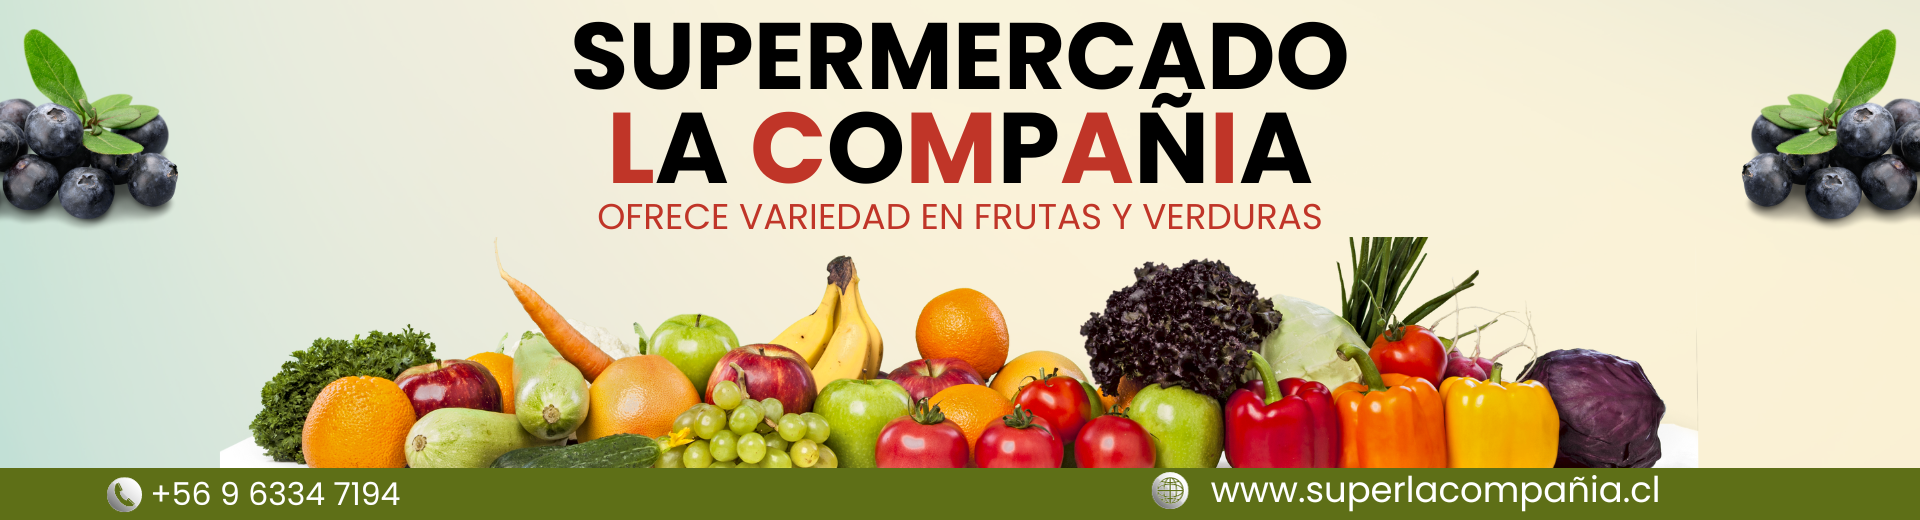 SUPERMERCADO
LA COMPAÑIA
OFRECE VARIEDAD EN FRUTAS Y VERDURAS
+56 9 6334 7194
www.superlacompañia.cl